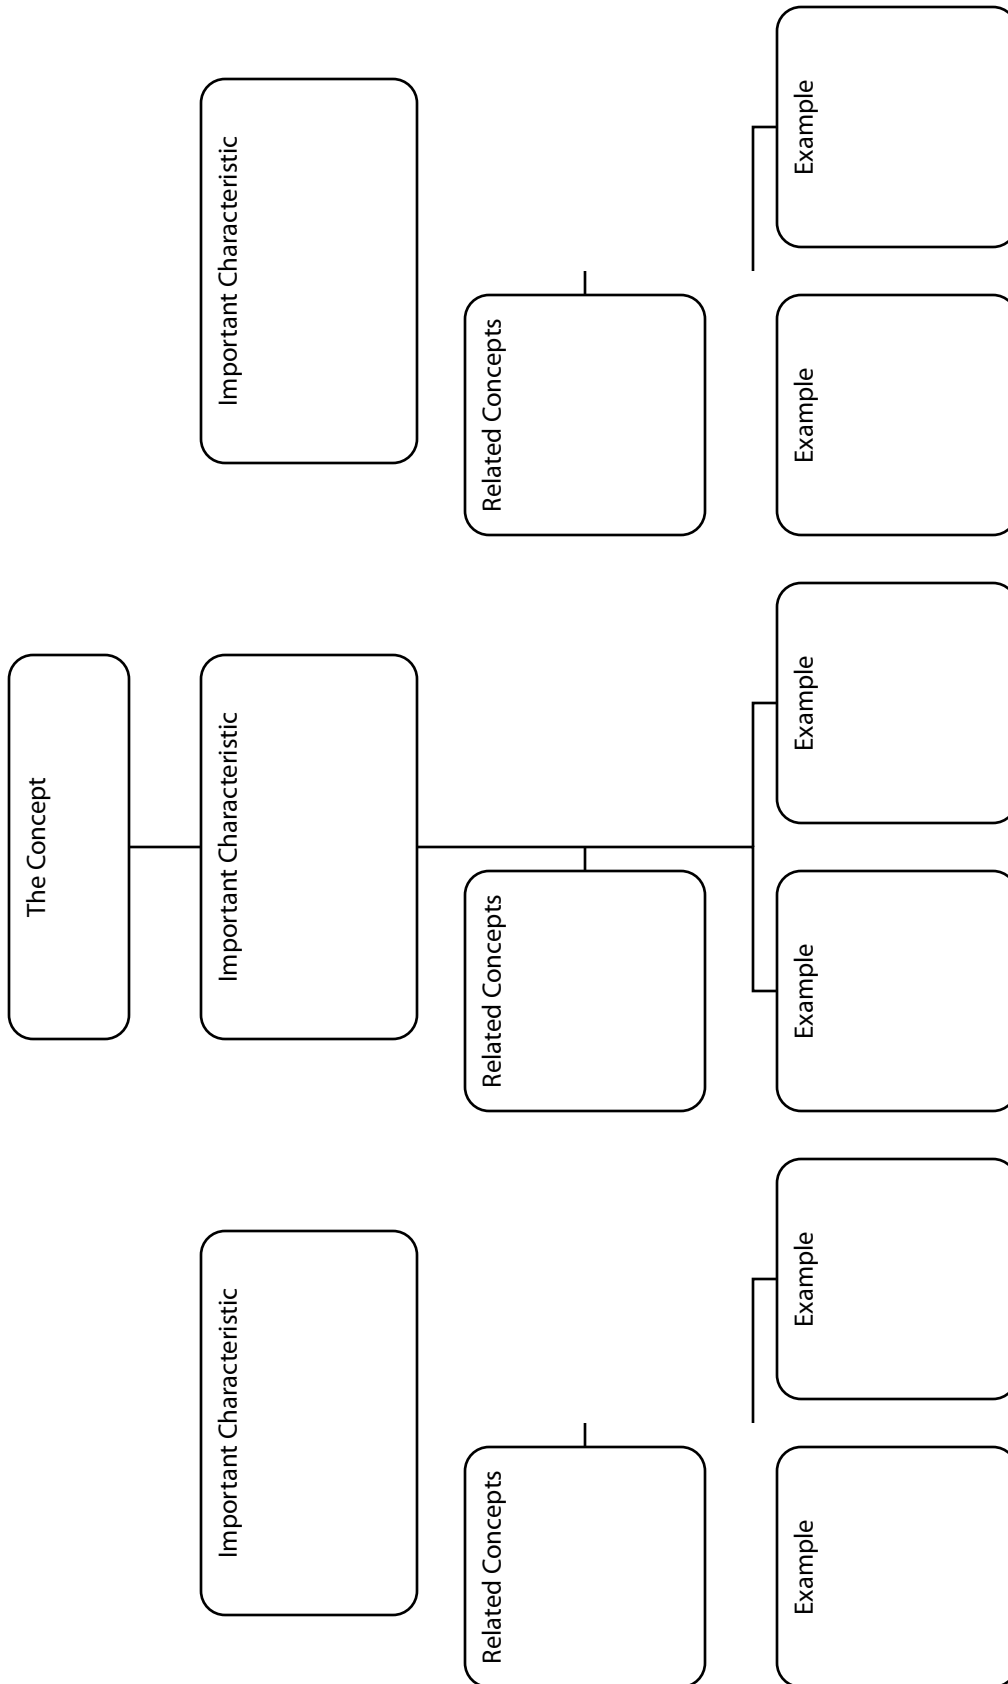 The Concept
Important Characteristic
Important Characteristic
Important Characteristic
Related Concepts
Related Concepts
Related Concepts
Example
Example
Example
Example
Example
Example